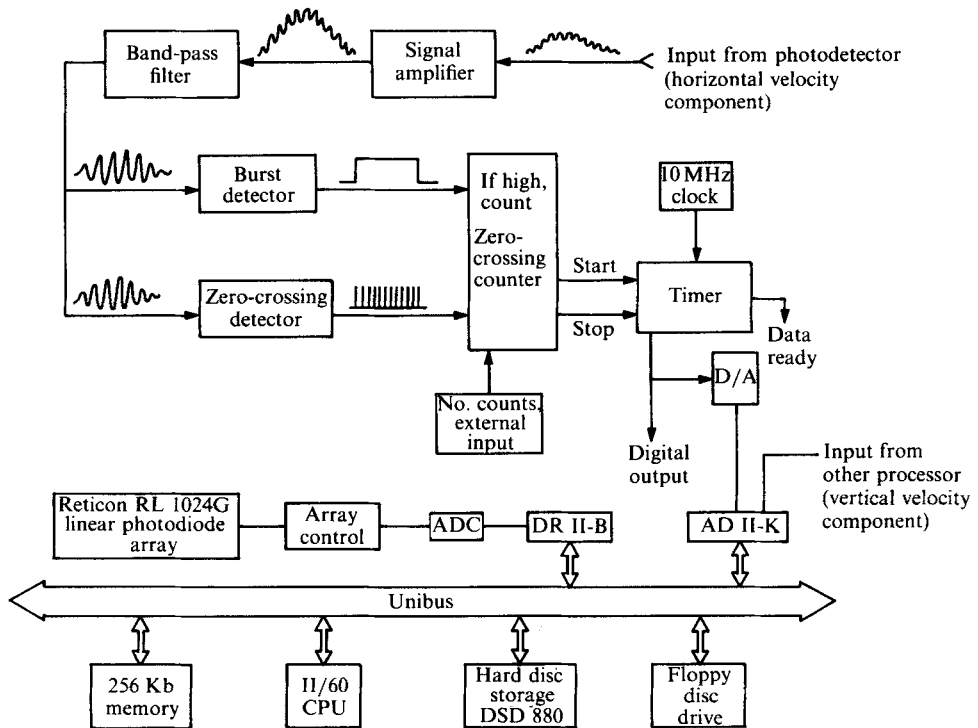 Band-pass
filter
Signal
amplifier
Input from photodetector
(horizontal velocity
component)
Burst
detector
If high,
count
Zero-
crossing
counter
10 MHz
clock
Zero-crossing
detector
Start
Stop
Timer
Data
ready
D/A
No. counts,
external
input
Digital
output
Input from
other processor
(vertical velocity
component)
Reticon RL 1024G
linear photodiode
array
Array
control
ADC
DR II-B
AD II-K
Unibus
256 Kb
memory
II/60
CPU
Hard disc
storage
DSD 880
Floppy
disc
drive